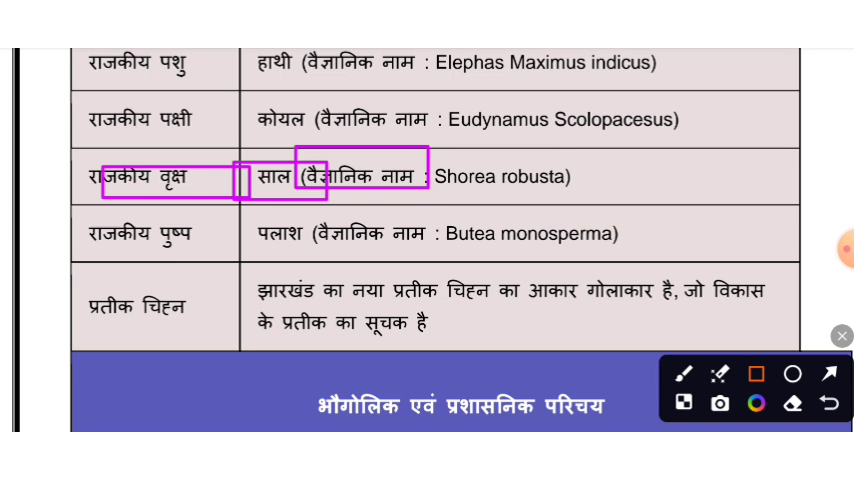 राजकीय पशु
हाथी (वैज्ञानिक नाम : Elephas Maximus indicus)
राजकीय पक्षी
कोयल (वैज्ञानिक नाम : Eudynamus Scolopacesus)
राजकीय वृक्ष
साल (वैज्ञानिक नाम : Shorea robusta)
राजकीय पुष्प
पलाश (वैज्ञानिक नाम : Butea monosperma)
प्रतीक चिह्न
झारखंड का नया प्रतीक चिह्न का आकार गोलाकार है, जो विकास
के प्रतीक का सूचक है
भौगोलिक एवं प्रशासनिक परिचय